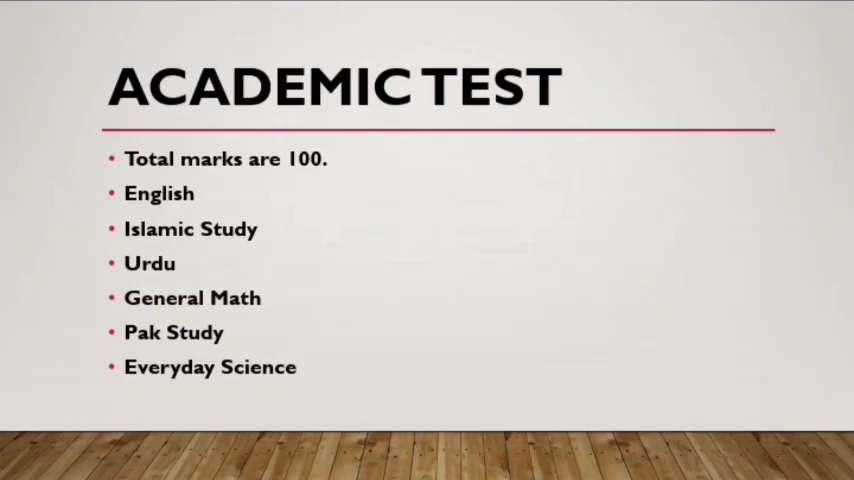 ACADEMIC TEST
• Total marks are 100.
• English
• Islamic Study
• Urdu
• General Math
• Pak Study
• Everyday Science